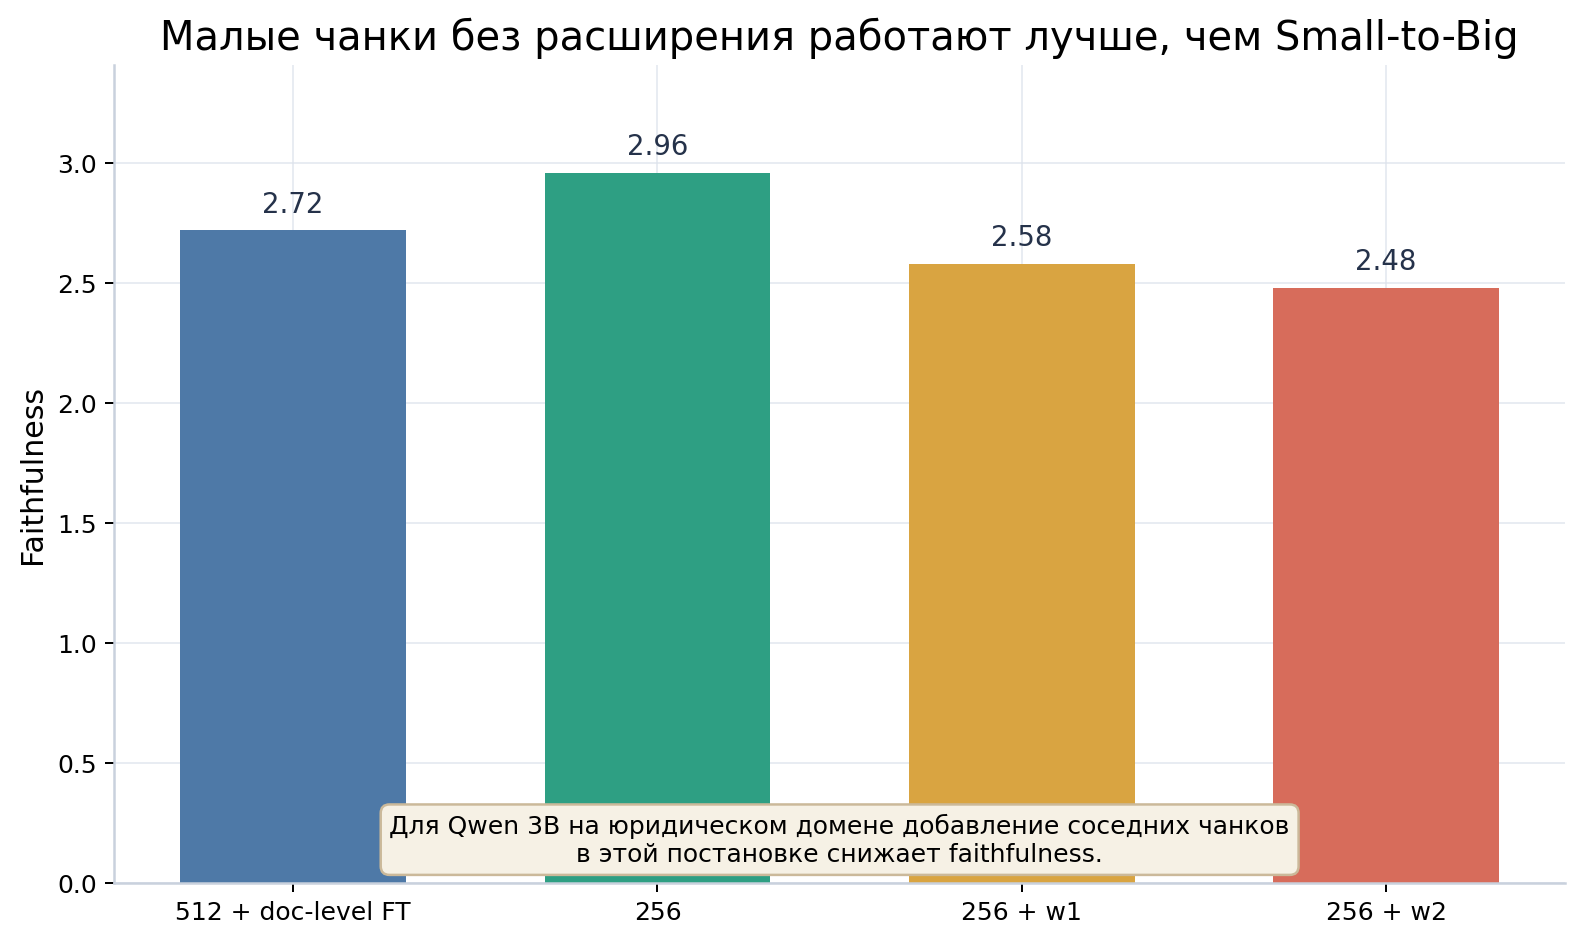 Малые чанки без расширения работают лучше, чем Small-to-Big
Faithfulness
3.0
2.5
2.0
1.5
1.0
0.5
0.0
2.72
2.96
2.58
2.48
Для Qwen 3B на юридическом домене добавление соседних чанков
в этой постановке снижает faithfulness.
512 + doc-level FT
256
256 + w1
256 + w2